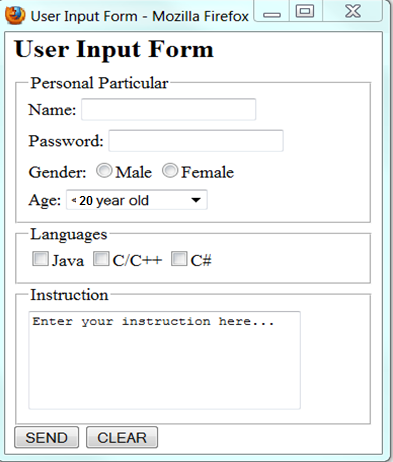 User Input Form - Mozilla Firefox
User Input Form
Personal Particular
Name:
Password:
Gender: Male Female
Age: < 20 year old
Languages
Java C/C++ C#
Instruction
Enter your instruction here...
SEND CLEAR